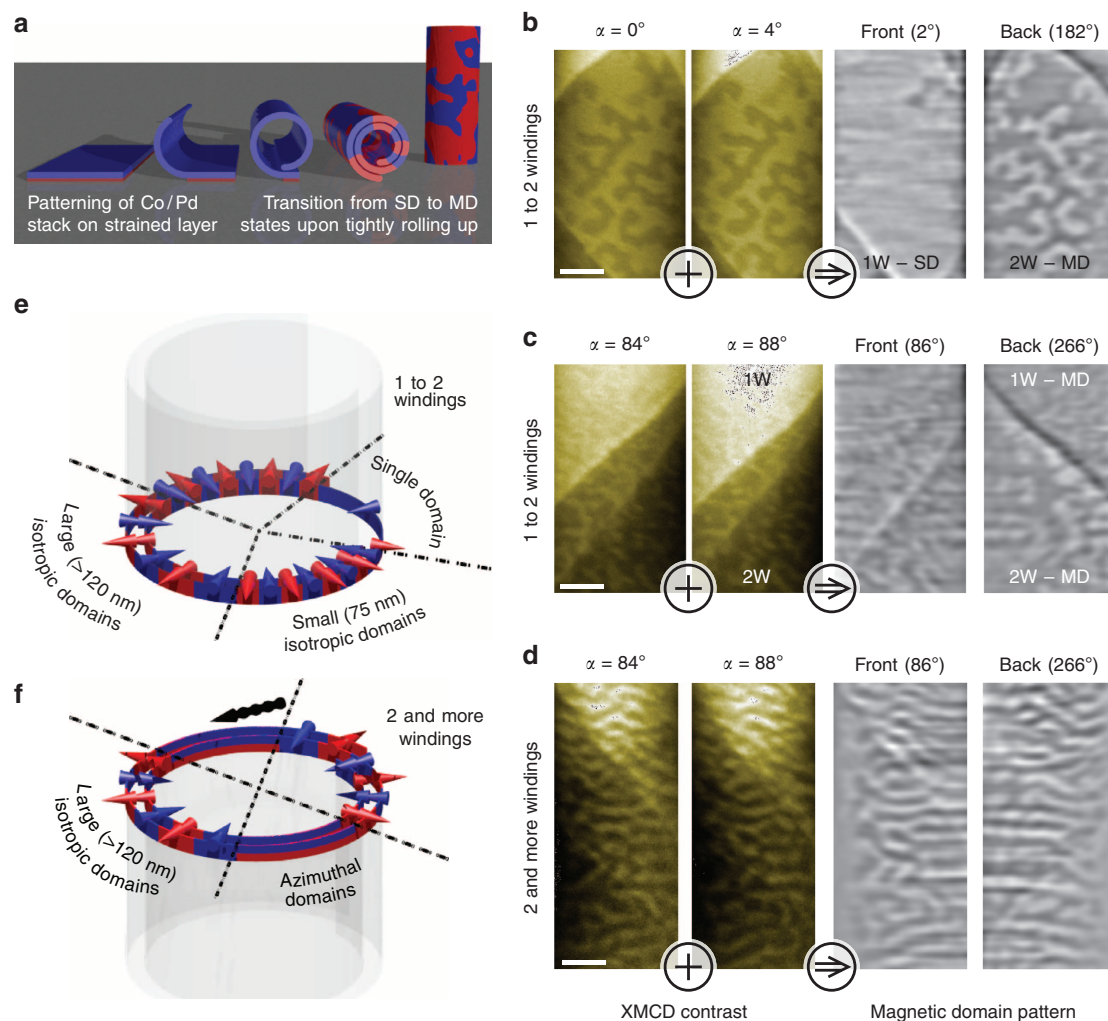 a
Patterning of Co/Pd
stack on strained layer
Transition from SD to MD
states upon tightly rolling up
b
α = 0°
α = 4°
Front (2°)
Back (182°)
1 to 2 windings
1W – SD
2W – MD
e
1 to 2
windings
Single domain
Large (>120 nm)
isotropic domains
Small (75 nm)
isotropic domains
c
α = 84°
α = 88°
Front (86°)
Back (266°)
1 to 2 windings
1W
2W
1W – MD
2W – MD
f
2 and more
windings
Large (>120 nm)
isotropic domains
Azimuthal
domains
d
α = 84°
α = 88°
Front (86°)
Back (266°)
2 and more windings
XMCD contrast
Magnetic domain pattern